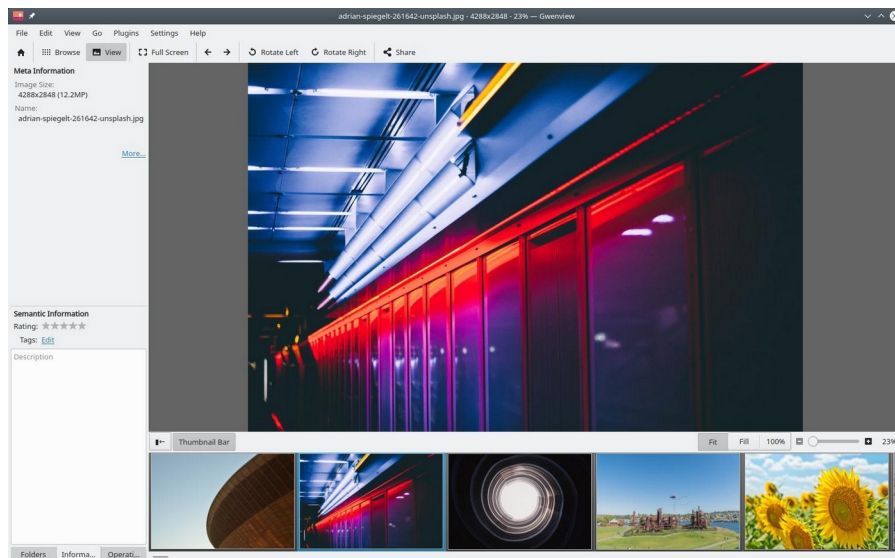 adrian-spiegelt-261642-unsplash.jpg - 4288x2848 - 23% — Gwenview
File Edit View Go Plugins Settings Help
Browse View Full Screen Rotate Left Rotate Right Share
Meta Information
Image Size:
4288x2848 (12.2MP)
Name:
adrian-spiegelt-261642-unsplash.jpg
More...
Semantic Information
Rating:
Tags: Edit
Description
Thumbnail Bar Fit Fill 100% 23%
Folders Informa... Operati...